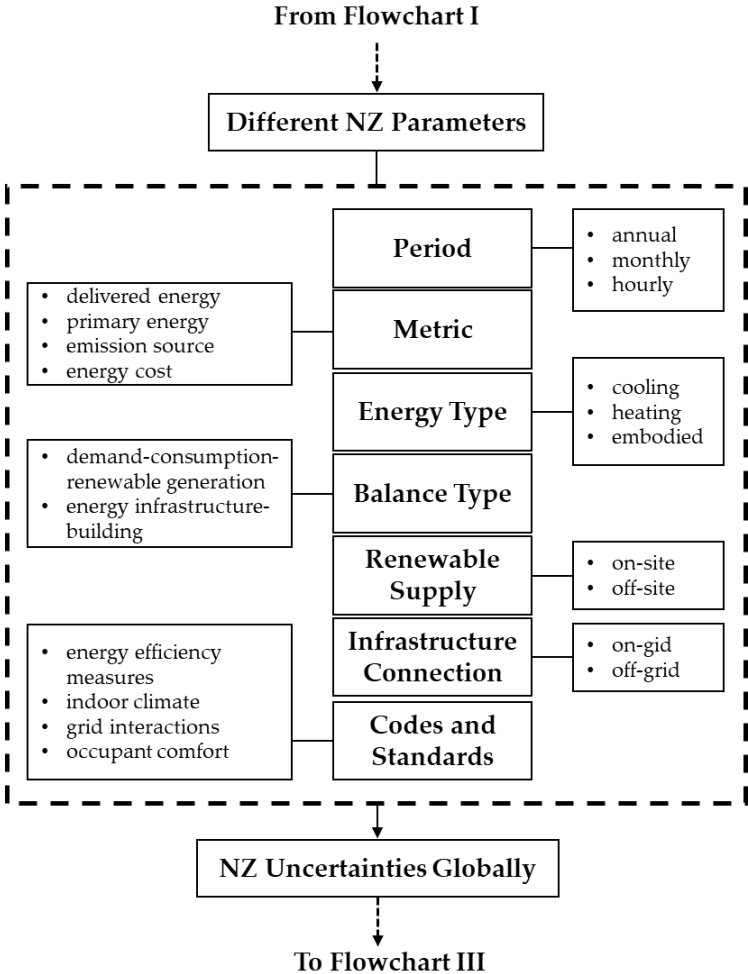 From Flowchart I
Different NZ Parameters
Period
• annual
• monthly
• hourly
• delivered energy
• primary energy
• emission source
• energy cost
Metric
Energy Type
• cooling
• heating
• embodied
• demand-consumption-
renewable generation
• energy infrastructure-
building
Balance Type
Renewable
Supply
• on-site
• off-site
Infrastructure
Connection
• on-gid
• off-grid
• energy efficiency
measures
• indoor climate
• grid interactions
• occupant comfort
Codes and
Standards
NZ Uncertainties Globally
To Flowchart III